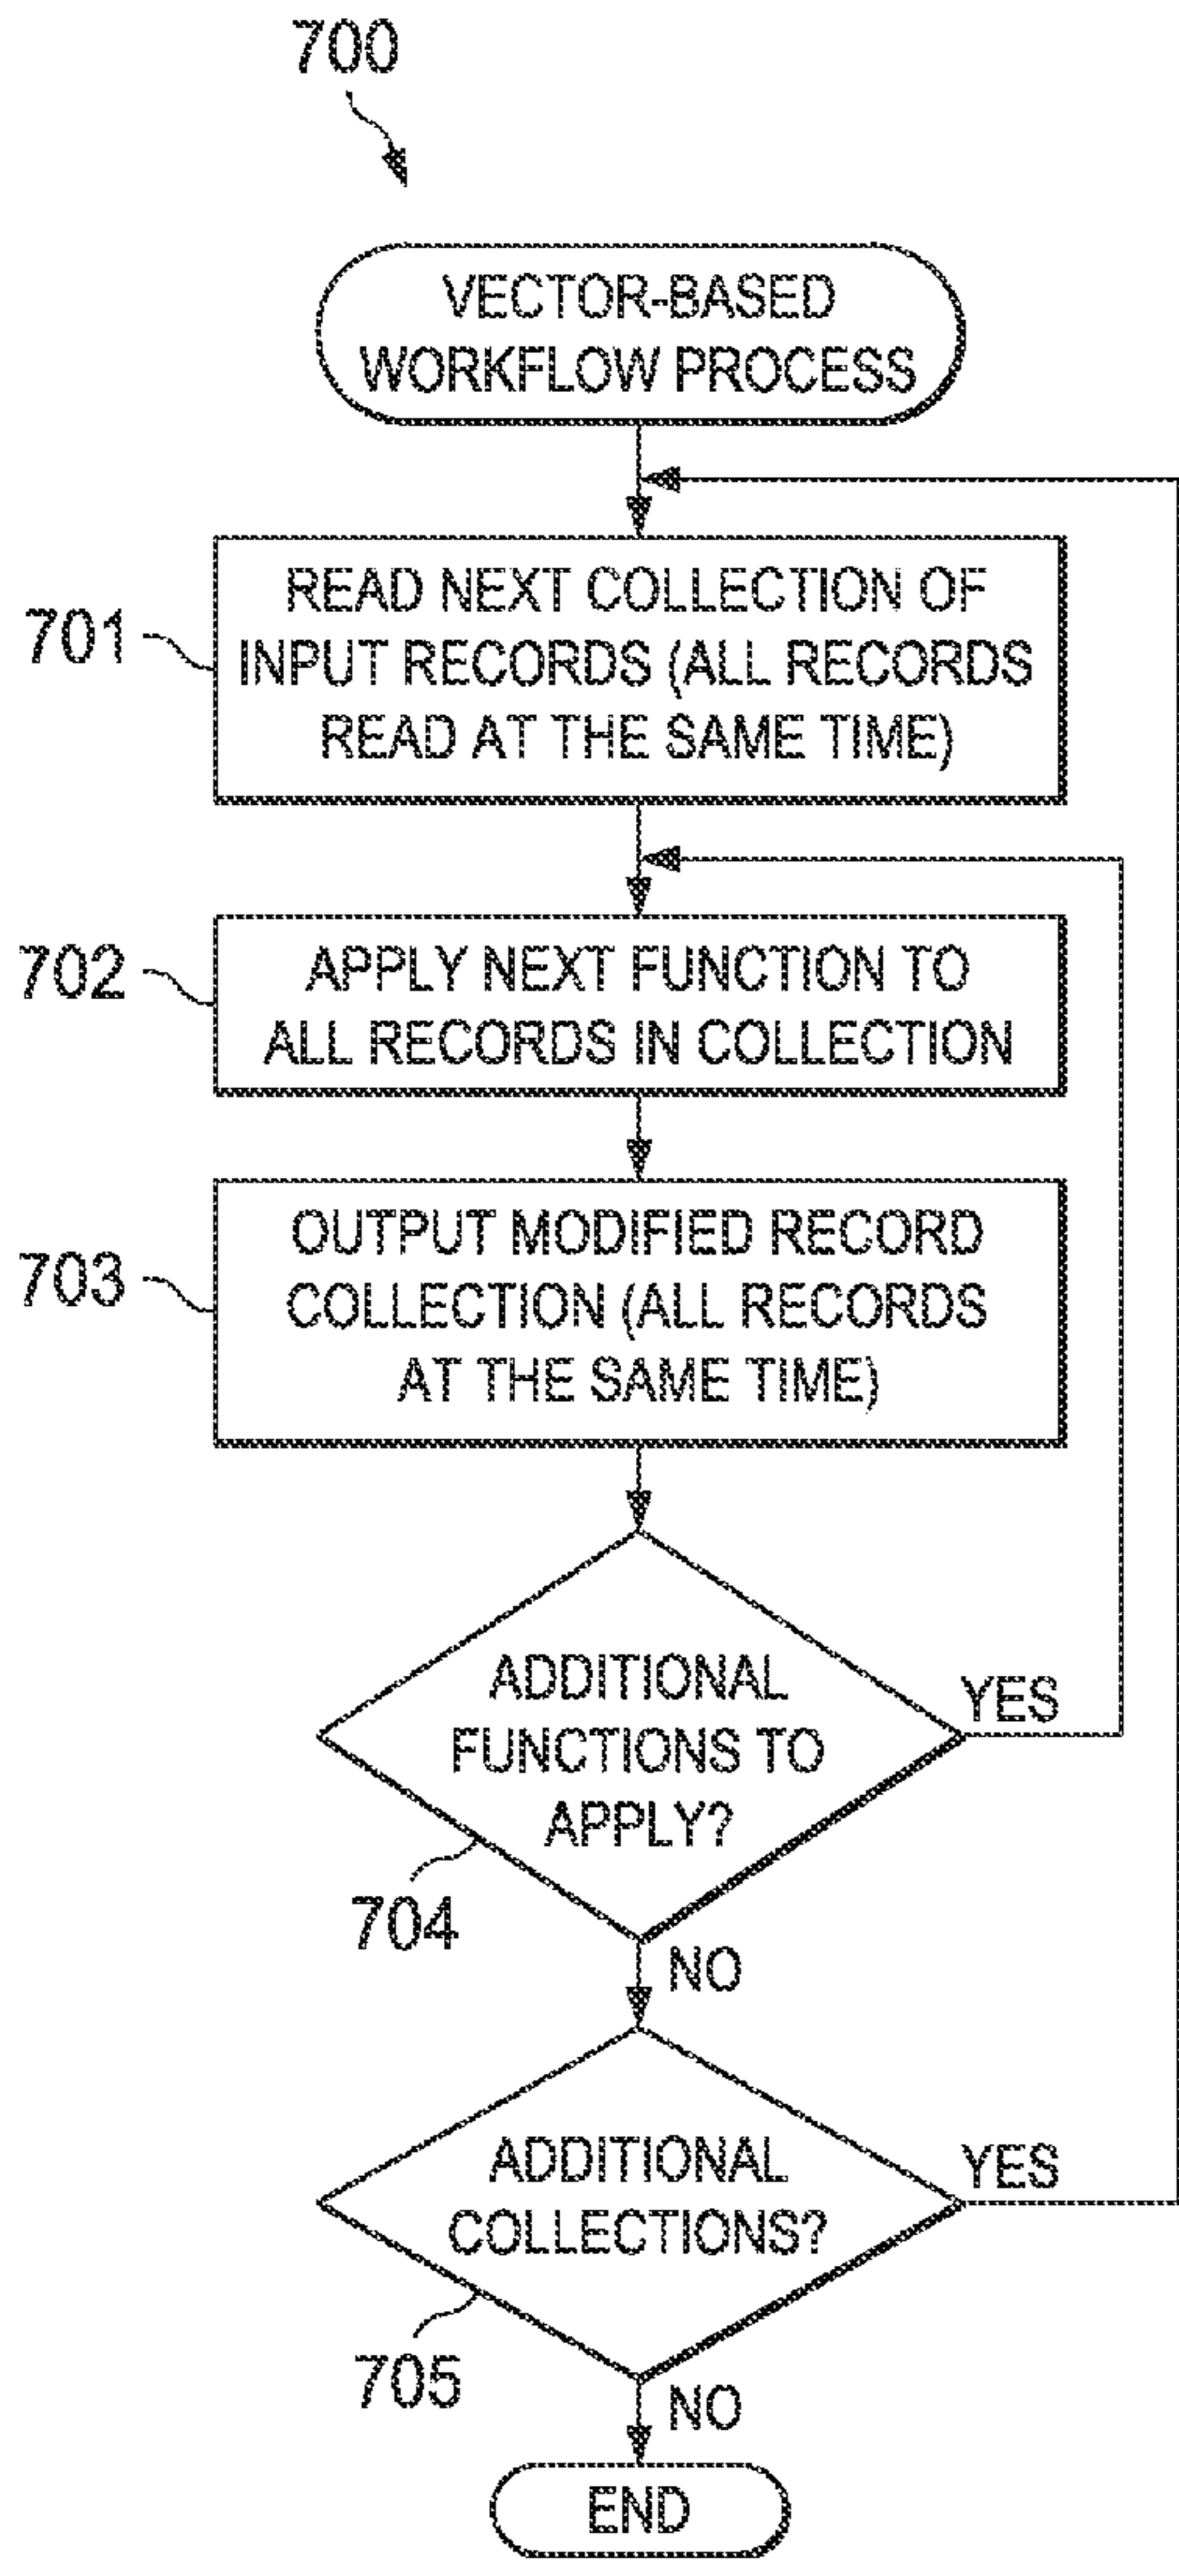 700
VECTOR-BASED
WORKFLOW PROCESS
701
READ NEXT COLLECTION OF
INPUT RECORDS (ALL RECORDS
READ AT THE SAME TIME)
702
APPLY NEXT FUNCTION TO
ALL RECORDS IN COLLECTION
703
OUTPUT MODIFIED RECORD
COLLECTION (ALL RECORDS
AT THE SAME TIME)
ADDITIONAL
FUNCTIONS TO
APPLY?
YES
704
NO
ADDITIONAL
COLLECTIONS?
YES
705
NO
END